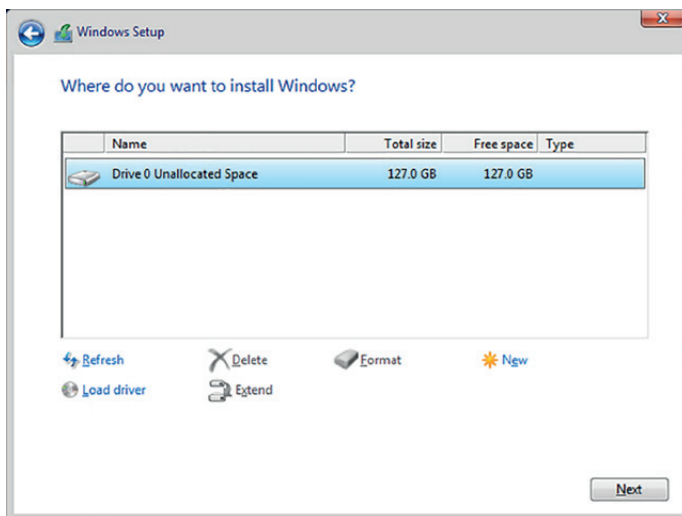 Windows Setup
Where do you want to install Windows?
Name Total size Free space Type
Drive 0 Unallocated Space 127.0 GB 127.0 GB
Refresh Delete Format New
Load driver Extend
Next